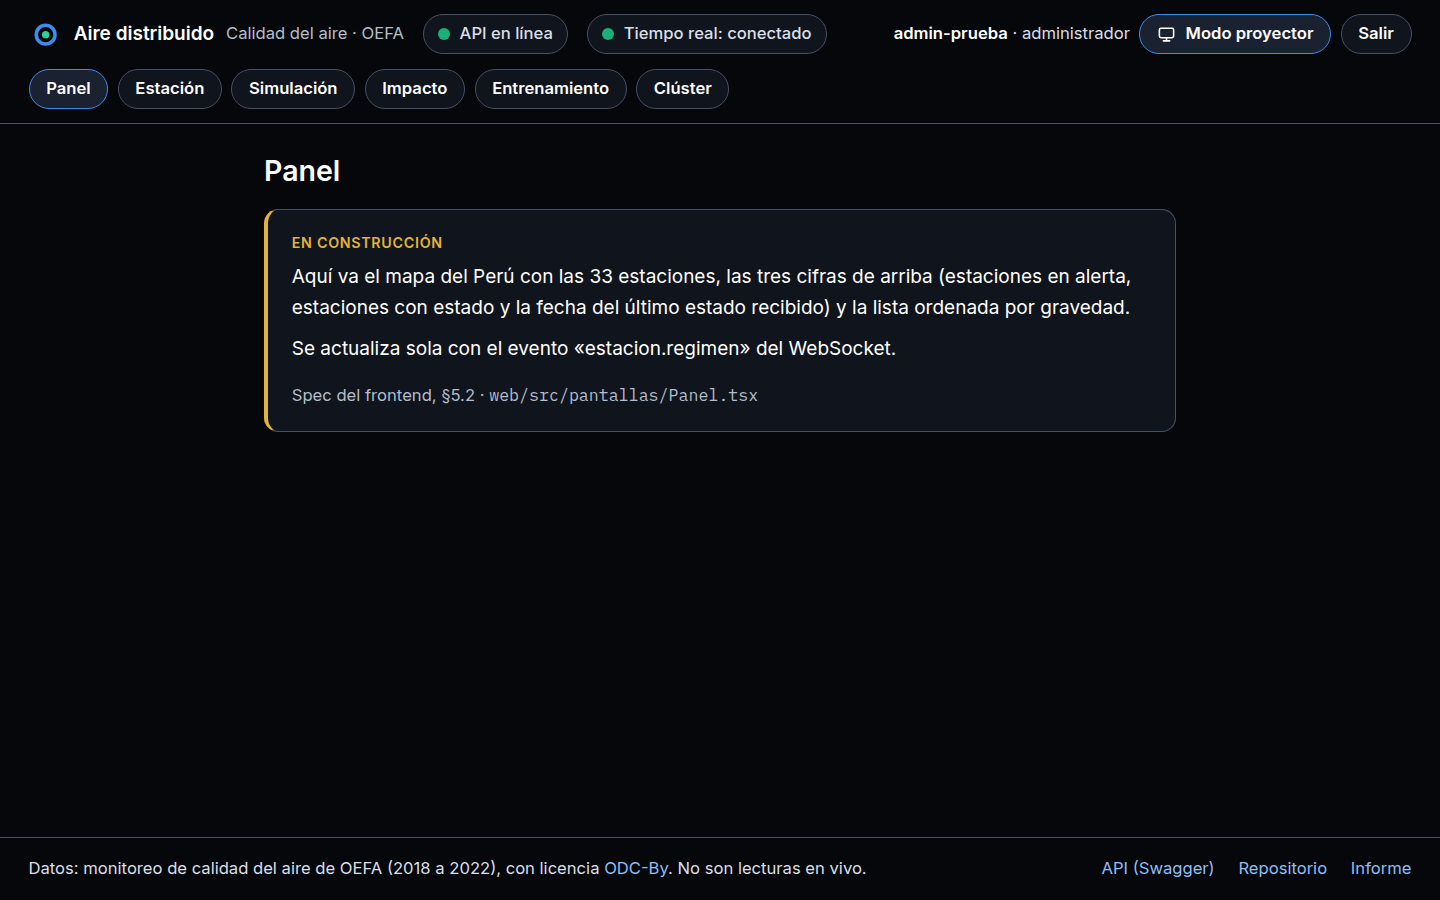 Aire distribuido Calidad del aire · OEFA API en línea Tiempo real: conectado admin-prueba · administrador Modo proyector Salir
Panel Estación Simulación Impacto Entrenamiento Clúster
Panel
EN CONSTRUCCIÓN
Aquí va el mapa del Perú con las 33 estaciones, las tres cifras de arriba (estaciones en alerta,
estaciones con estado y la fecha del último estado recibido) y la lista ordenada por gravedad.
Se actualiza sola con el evento «estacion.regimen» del WebSocket.
Spec del frontend, §5.2 · web/src/pantallas/Panel.tsx
Datos: monitoreo de calidad del aire de OEFA (2018 a 2022), con licencia ODC-By. No son lecturas en vivo. API (Swagger) Repositorio Informe